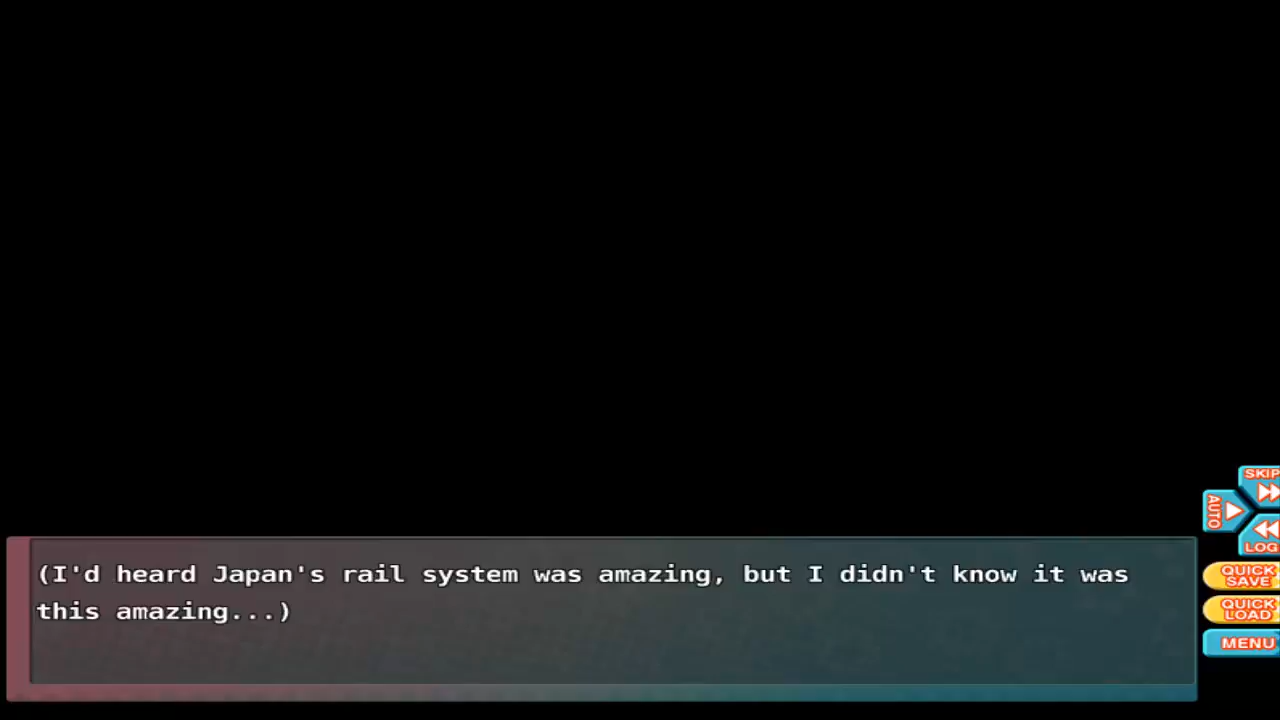 SKIP
AUTO
LOG
(I'd heard Japan's rail system was amazing, but I didn't know it was
this amazing...)
QUICK
SAVE
QUICK
LOAD
MENU